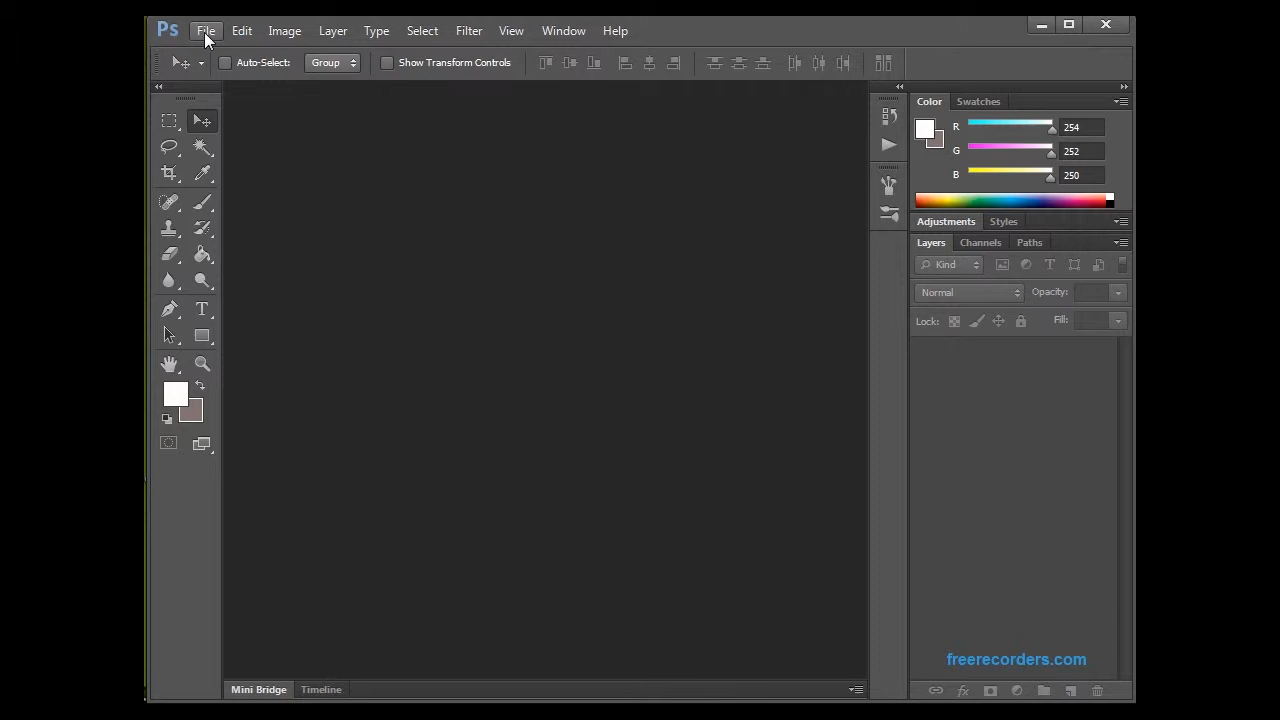 Ps File Edit Image Layer Type Select Filter View Window Help
Auto-Select: Group Show Transform Controls
Color Swatches
R 254
G 252
B 250
Adjustments Styles
Layers Channels Paths
Kind
Normal Opacity:
Lock: Fill:
freerecorders.com
Mini Bridge Timeline